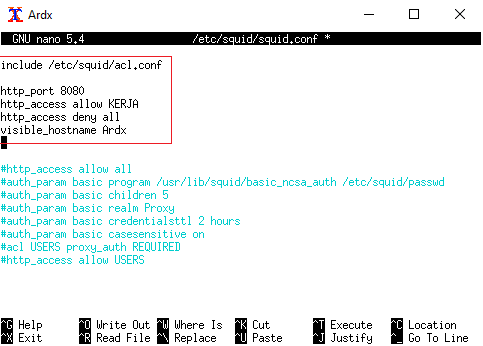 Ardx
GNU nano 5.4 /etc/squid/squid.conf *
include /etc/squid/acl.conf
http_port 8080
http_access allow KERJA
http_access deny all
visible_hostname Ardx
#http_access allow all
#auth_param basic program /usr/lib/squid/basic_ncsa_auth /etc/squid/passwd
#auth_param basic children 5
#auth_param basic realm Proxy
#auth_param basic credentialsttl 2 hours
#auth_param basic casesensitive on
#acl USERS proxy_auth REQUIRED
#http_access allow USERS
^G Help ^O Write Out ^W Where Is ^K Cut ^T Execute ^C Location
^X Exit ^R Read File ^\ Replace ^U Paste ^J Justify ^_ Go To Line